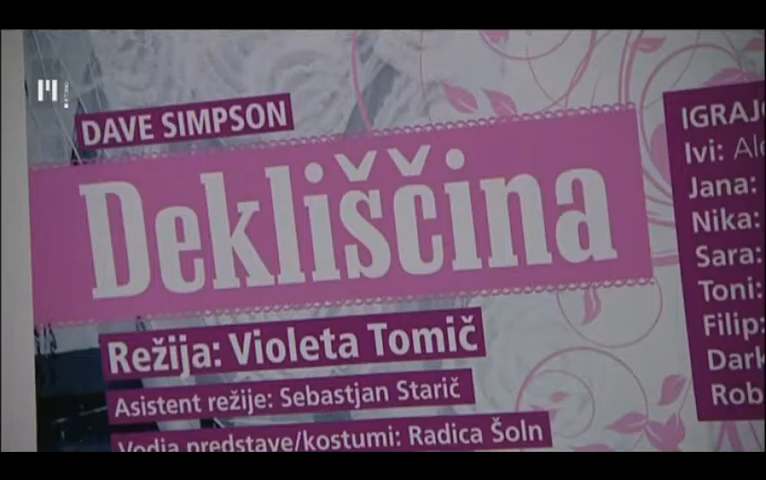 DAVE SIMPSON
Dekliščina
Režija: Violeta Tomič
Asistent režije: Sebastjan Starič
Vodja predstave/kostumi: Radica Šoln
IGRAJO
Ivi:
Jana:
Nika:
Sara:
Toni:
Filip:
Dark
Rob